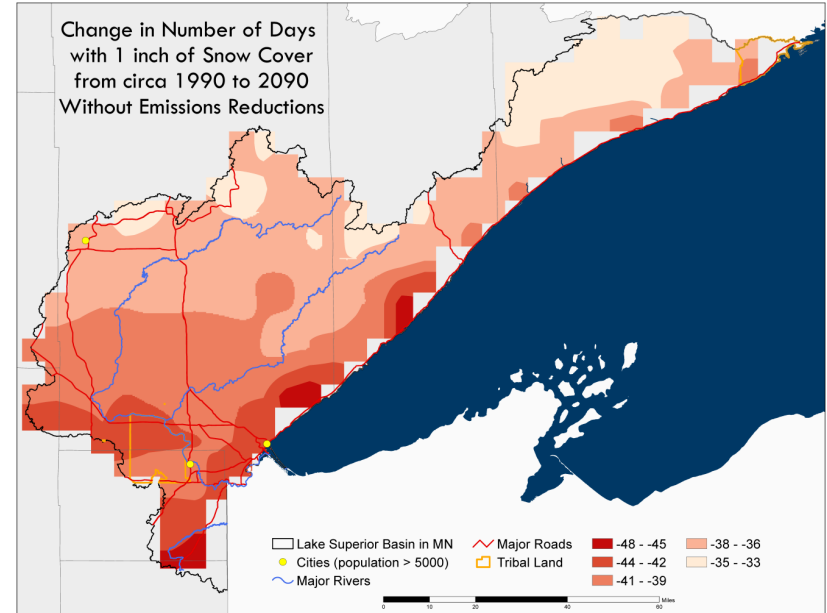 Change in Number of Days
with 1 inch of Snow Cover
from circa 1990 to 2090
Without Emissions Reductions
Lake Superior Basin in MN
Cities (population > 5000)
Major Rivers
Major Roads
Tribal Land
-48 - -45
-44 - -42
-41 - -39
-38 - -36
-35 - -33
Miles
0 10 20 40 60